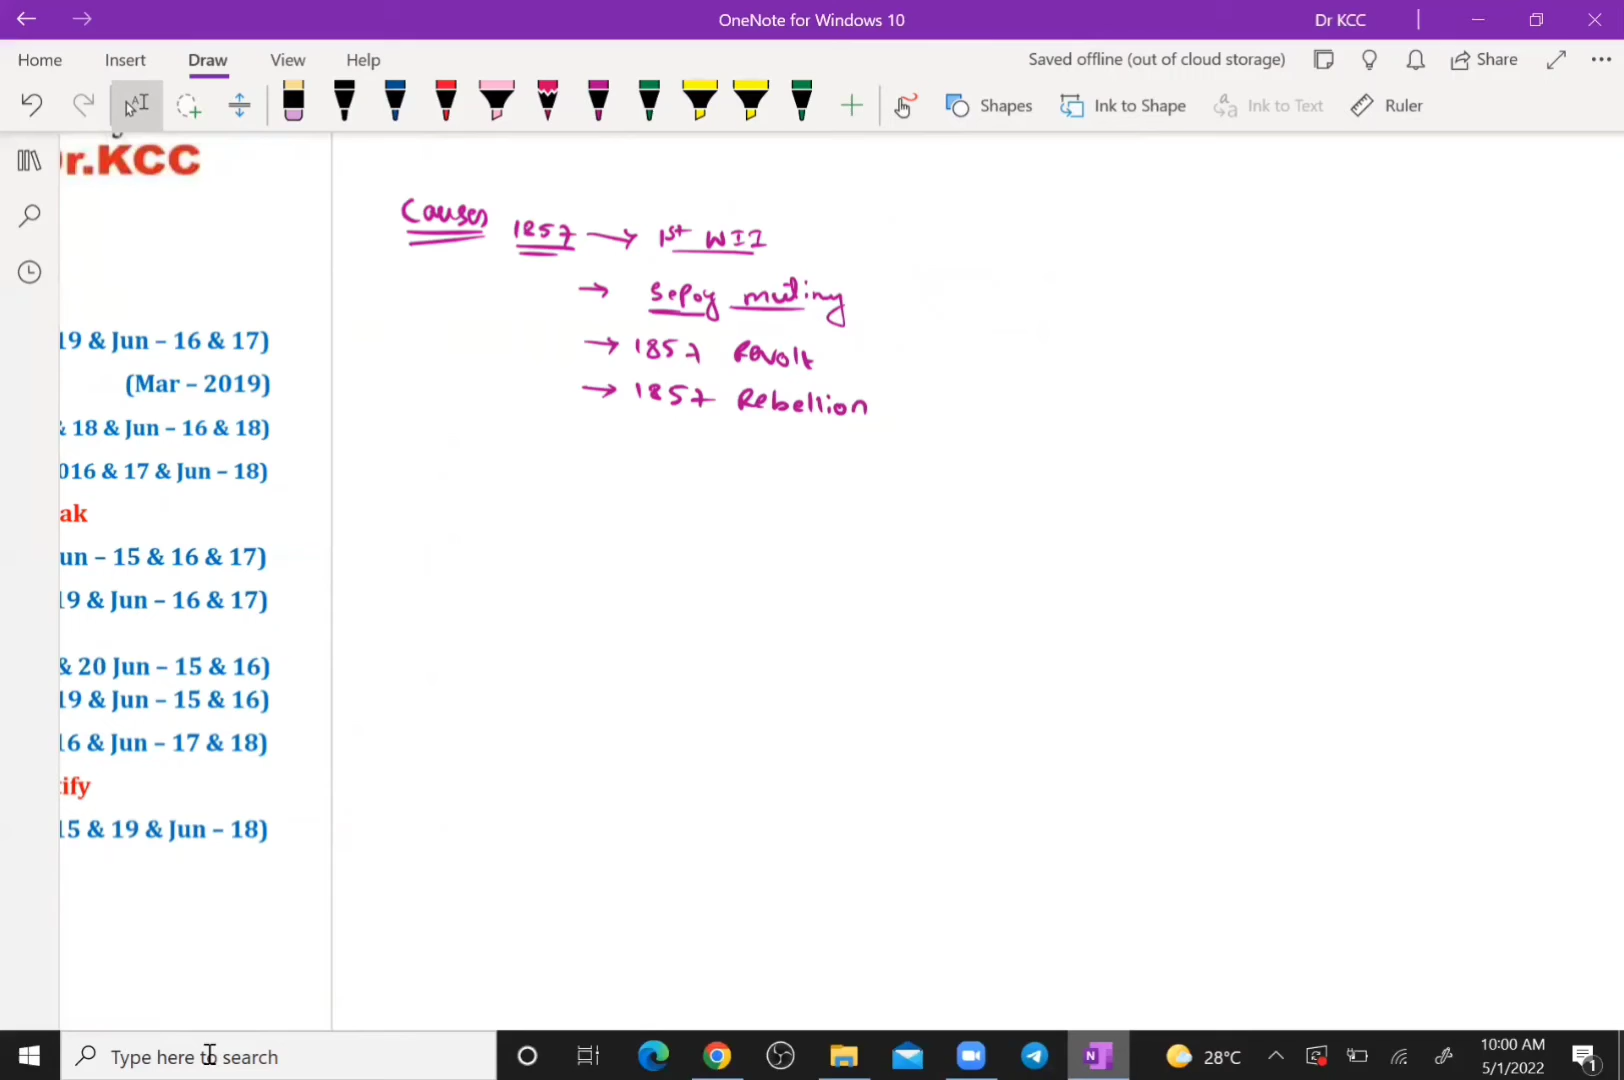 OneNote for Windows 10
Dr KCC
Home Insert Draw View Help
Saved offline (out of cloud storage)
Share
Shapes
Ink to Shape
Ink to Text
Ruler
r.KCC
19 & Jun – 16 & 17)
(Mar – 2019)
& 18 & Jun – 16 & 18)
016 & 17 & Jun – 18)
ak
un – 15 & 16 & 17)
19 & Jun – 16 & 17)
& 20 Jun – 15 & 16)
19 & Jun – 15 & 16)
16 & Jun – 17 & 18)
tify
15 & 19 & Jun – 18)
Causes 1857 → 1st WII
→ Sepoy mutiny
→ 1857 Revolt
→ 1857 Rebellion
Type here to search
28°C
10:00 AM
5/1/2022
1